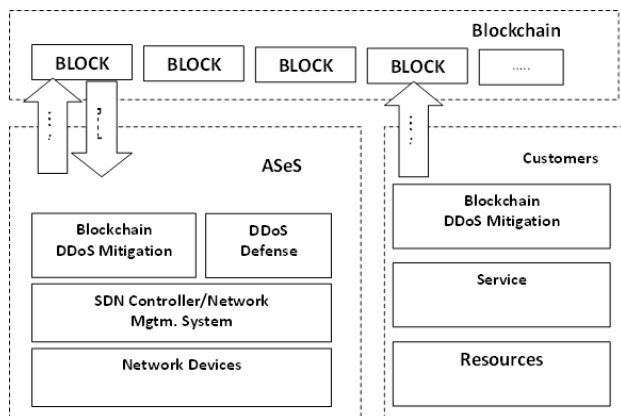 Blockchain
BLOCK
BLOCK
BLOCK
BLOCK
.....
ASeS
Customers
Blockchain
DDoS Mitigation
DDoS
Defense
SDN Controller/Network
Mgtm. System
Network Devices
Blockchain
DDoS Mitigation
Service
Resources